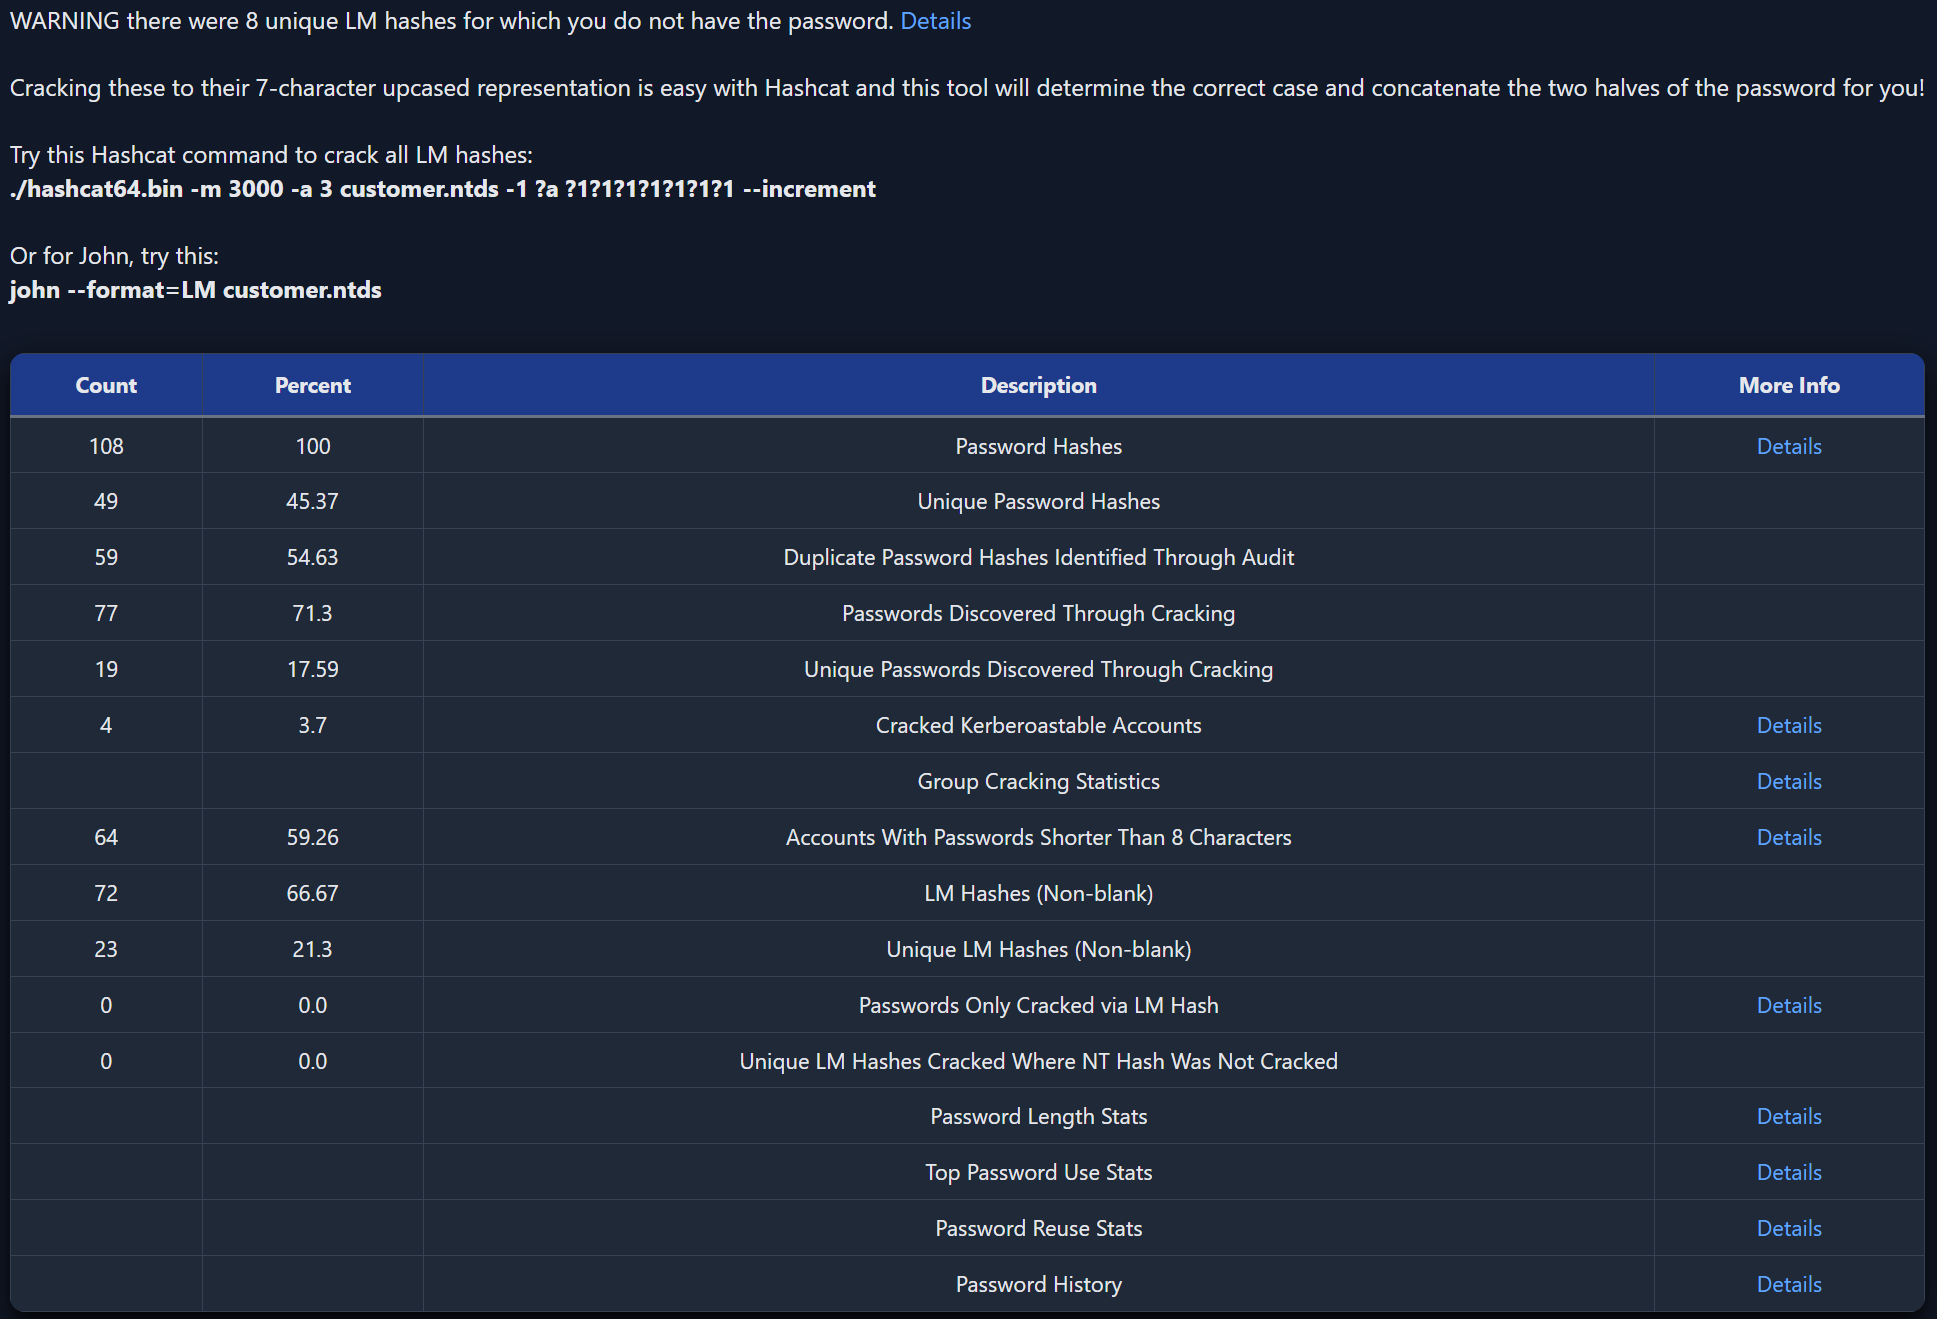 WARNING there were 8 unique LM hashes for which you do not have the password. Details
Cracking these to their 7-character upcased representation is easy with Hashcat and this tool will determine the correct case and concatenate the two halves of the password for you!
Try this Hashcat command to crack all LM hashes:
./hashcat64.bin -m 3000 -a 3 customer.ntds -1 ?a ?1?1?1?1?1?1?1 --increment
Or for John, try this:
john --format=LM customer.ntds
Count Percent Description More Info
108 100 Password Hashes Details
49 45.37 Unique Password Hashes
59 54.63 Duplicate Password Hashes Identified Through Audit
77 71.3 Passwords Discovered Through Cracking
19 17.59 Unique Passwords Discovered Through Cracking
4 3.7 Cracked Kerberoastable Accounts Details
Group Cracking Statistics Details
64 59.26 Accounts With Passwords Shorter Than 8 Characters Details
72 66.67 LM Hashes (Non-blank)
23 21.3 Unique LM Hashes (Non-blank)
0 0.0 Passwords Only Cracked via LM Hash Details
0 0.0 Unique LM Hashes Cracked Where NT Hash Was Not Cracked
Password Length Stats Details
Top Password Use Stats Details
Password Reuse Stats Details
Password History Details